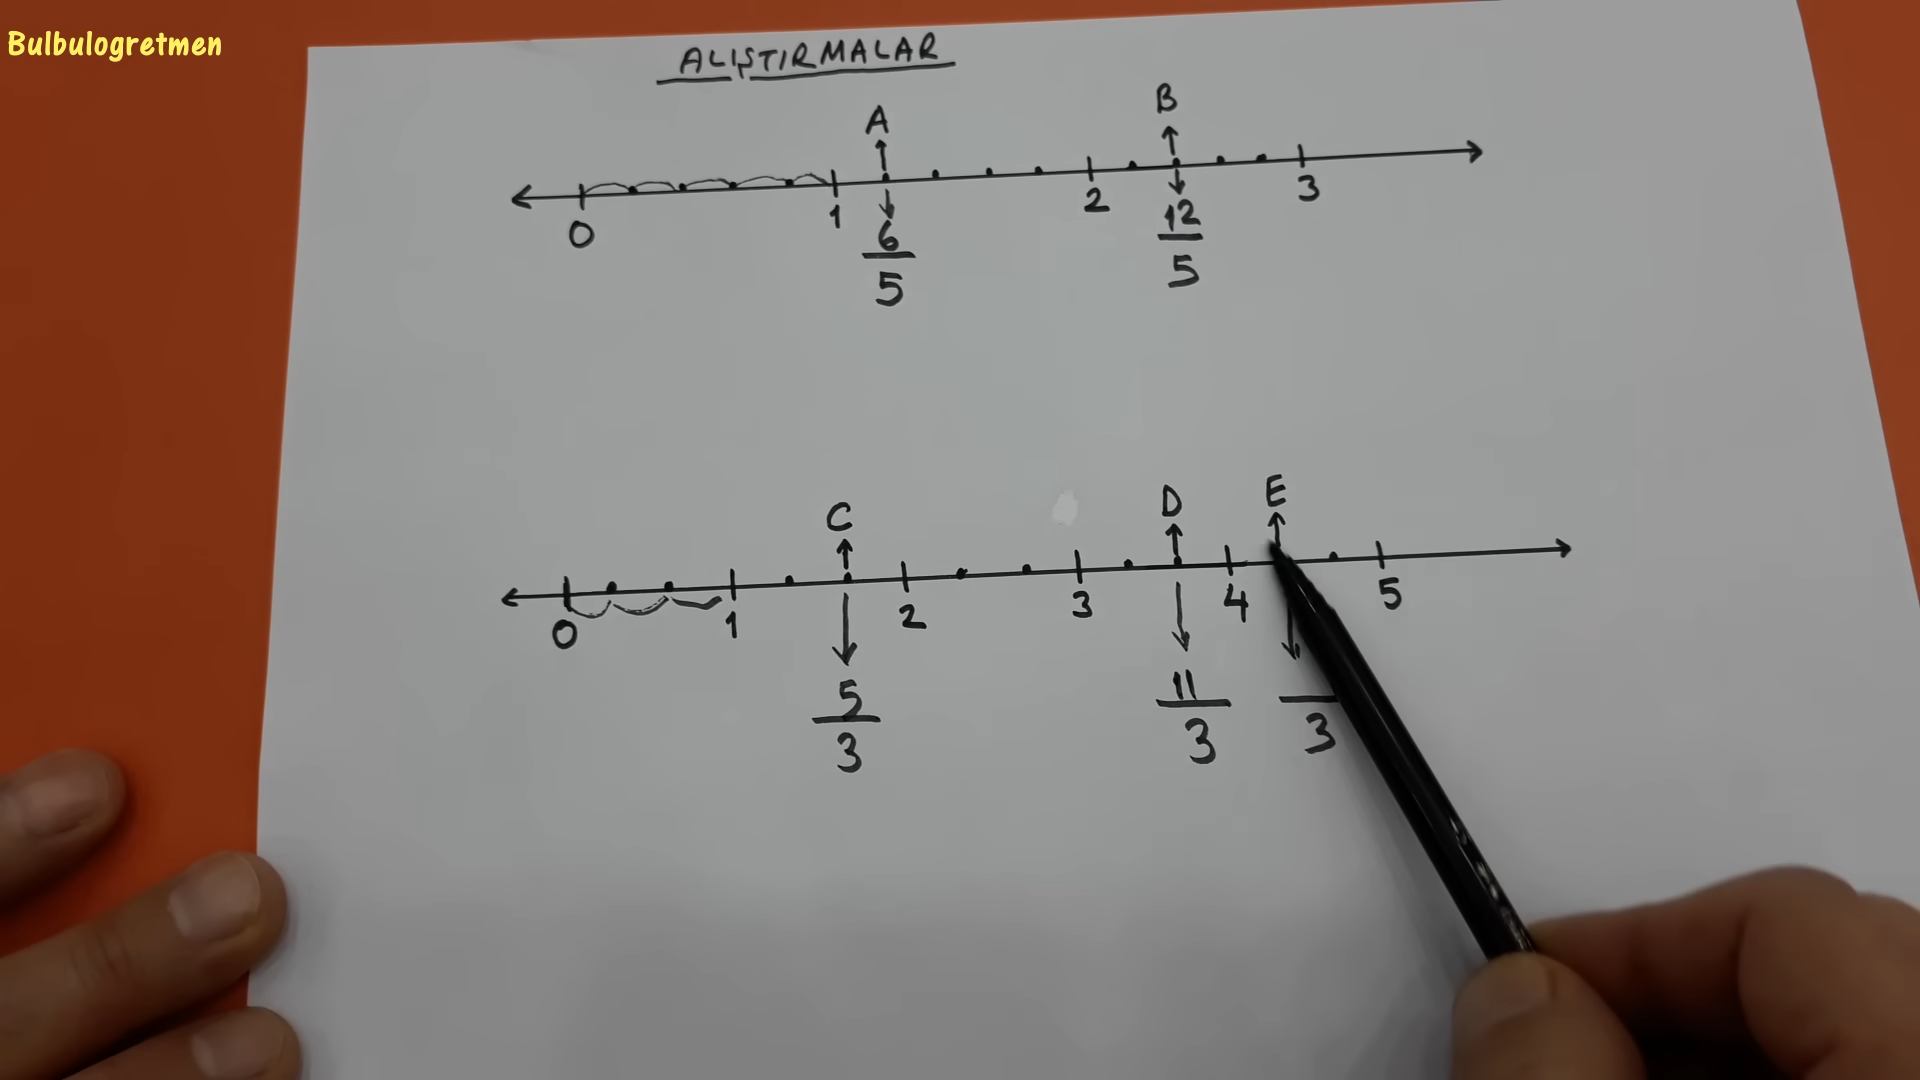 Bulbulogretmen
ALIŞTIRMALAR
A B
0 1 2 3
6/5 12/5
C D E
0 1 2 3 4 5
5/3 11/3 /3